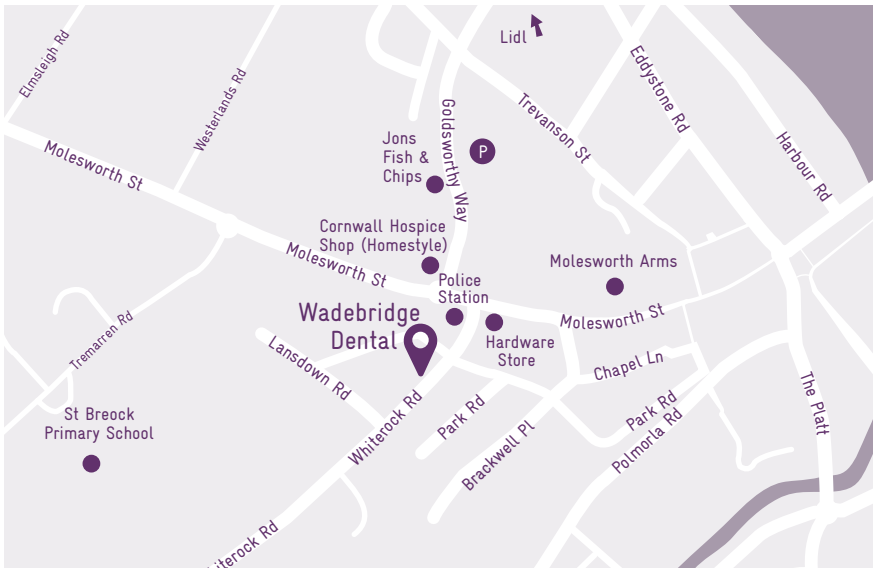 Lidl
Elmsleigh Rd
Westerlands Rd
Eddystone Rd
Trevanson St
Goldsworthy Way
Harbour Rd
Jons
Fish &
Chips
P
Molesworth St
Cornwall Hospice
Shop (Homestyle)
Molesworth St
Molesworth Arms
Police
Station
Wadebridge
Dental
Molesworth St
Hardware
Store
Tremarren Rd
Lansdown Rd
Chapel Ln
The Platt
St Breock
Primary School
Whiterock Rd
Park Rd
Park Rd
Polmorla Rd
Brackwell Pl
iterock Rd